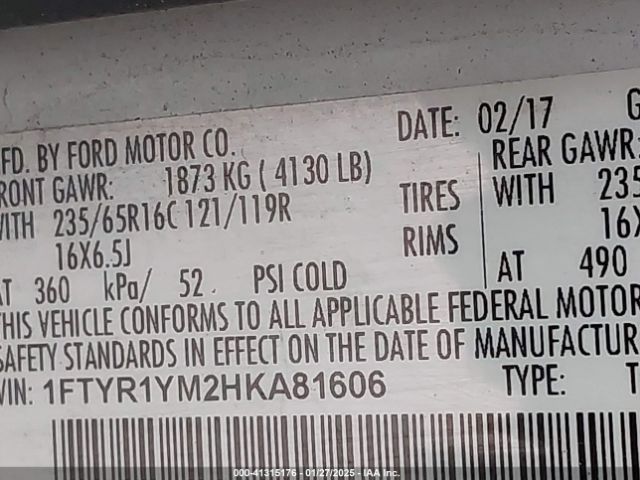 DATE: 02/17 G
FD. BY FORD MOTOR CO.
RONT GAWR: 1873 KG ( 4130 LB) REAR GAWR:
WITH 235/65R16C 121/119R TIRES WITH 235
16X6.5J RIMS 16X
AT 360 kPa/ 52 PSI COLD AT 490
THIS VEHICLE CONFORMS TO ALL APPLICABLE FEDERAL MOTOR
SAFETY STANDARDS IN EFFECT ON THE DATE OF MANUFACTUR
VIN: 1FTYR1YM2HKA81606 TYPE: T
000-41315176 - 01/27/2025 - IAA Inc.